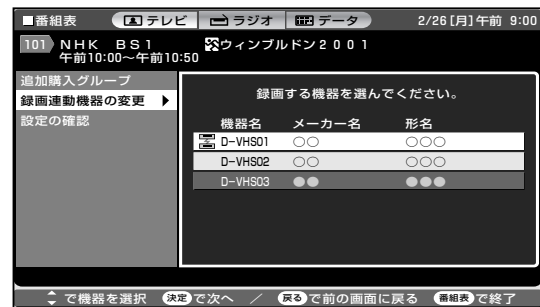 ■番組表 テレビ ラジオ データ 2/26[月]午前 9:00
101 NHK BS1 ウィンブルドン2001
午前10:00~午前10:50
追加購入グループ
録画連動機器の変更 ▶
設定の確認
録画する機器を選んでください。
機器名 メーカー名 形名
D-VHS01 ○○ ○○○
D-VHS02 ○○ ○○○
D-VHS03 ●● ●●●
で機器を選択 決定で次へ / 戻るで前の画面に戻る 番組表で終了